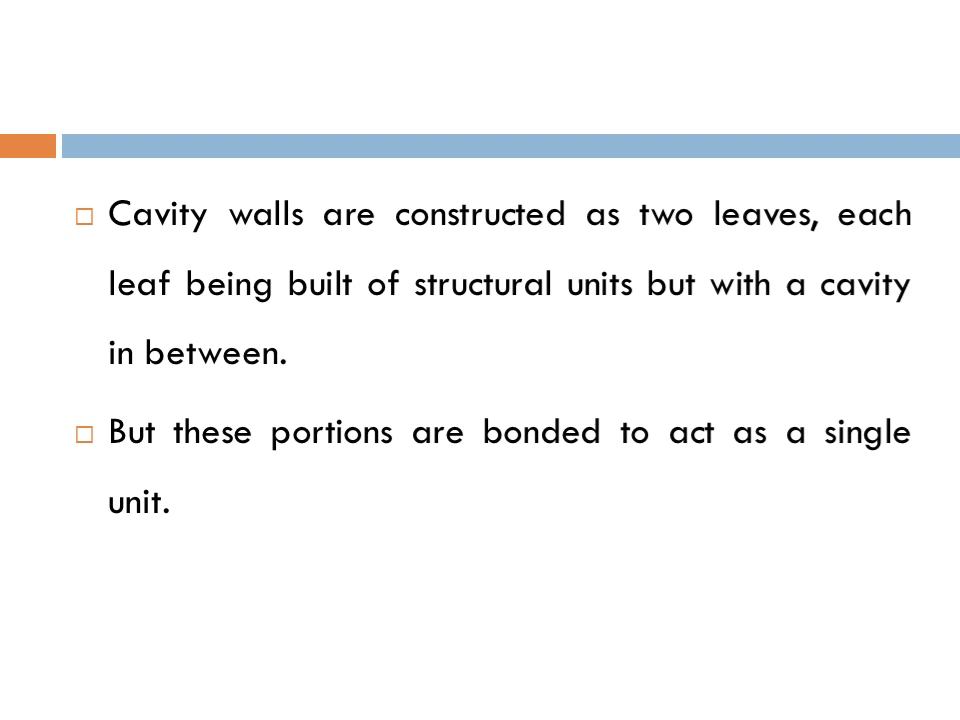 Cavity walls are constructed as two leaves, each
leaf being built of structural units but with a cavity
in between.
But these portions are bonded to act as a single
unit.